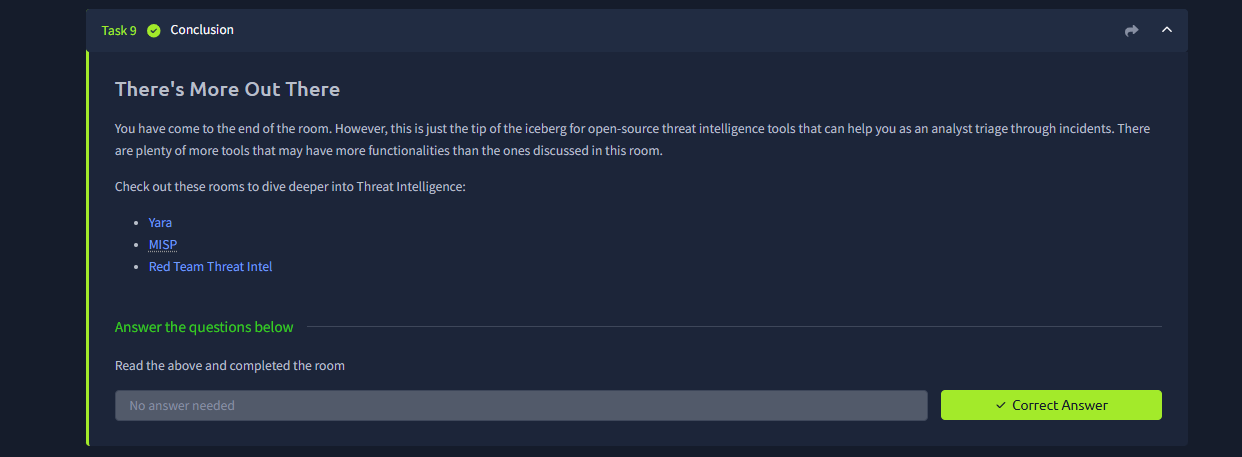 Task 9 Conclusion
There's More Out There
You have come to the end of the room. However, this is just the tip of the iceberg for open-source threat intelligence tools that can help you as an analyst triage through incidents. There
are plenty of more tools that may have more functionalities than the ones discussed in this room.
Check out these rooms to dive deeper into Threat Intelligence:
• Yara
• MISP
• Red Team Threat Intel
Answer the questions below
Read the above and completed the room
No answer needed
✓ Correct Answer